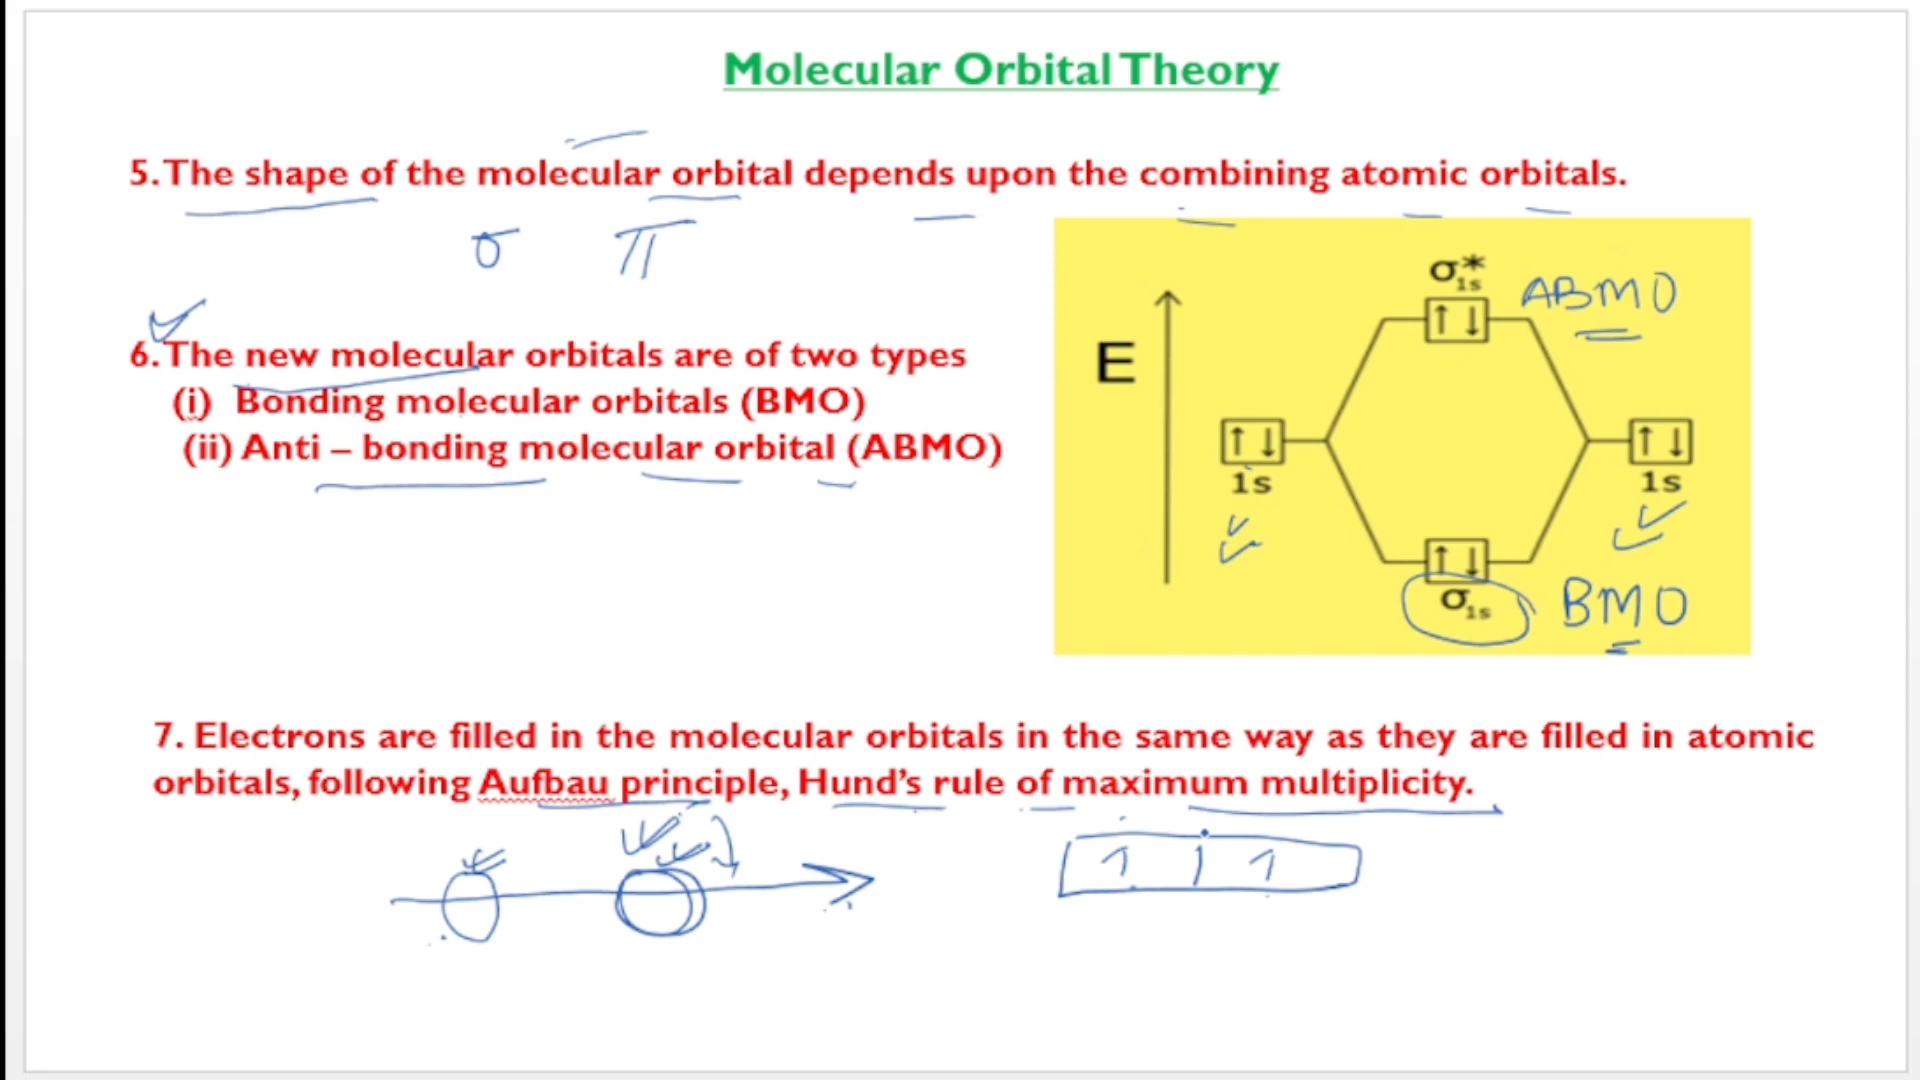 Molecular Orbital Theory
5. The shape of the molecular orbital depends upon the combining atomic orbitals.
σ π
6. The new molecular orbitals are of two types
(i) Bonding molecular orbitals (BMO)
(ii) Anti – bonding molecular orbital (ABMO)
σ*1s
ABMO
E
↑↓ ↑↓
↑↓
1s 1s
↑↓
σ1s
BMO
7. Electrons are filled in the molecular orbitals in the same way as they are filled in atomic
orbitals, following Aufbau principle, Hund's rule of maximum multiplicity.
1 1 1